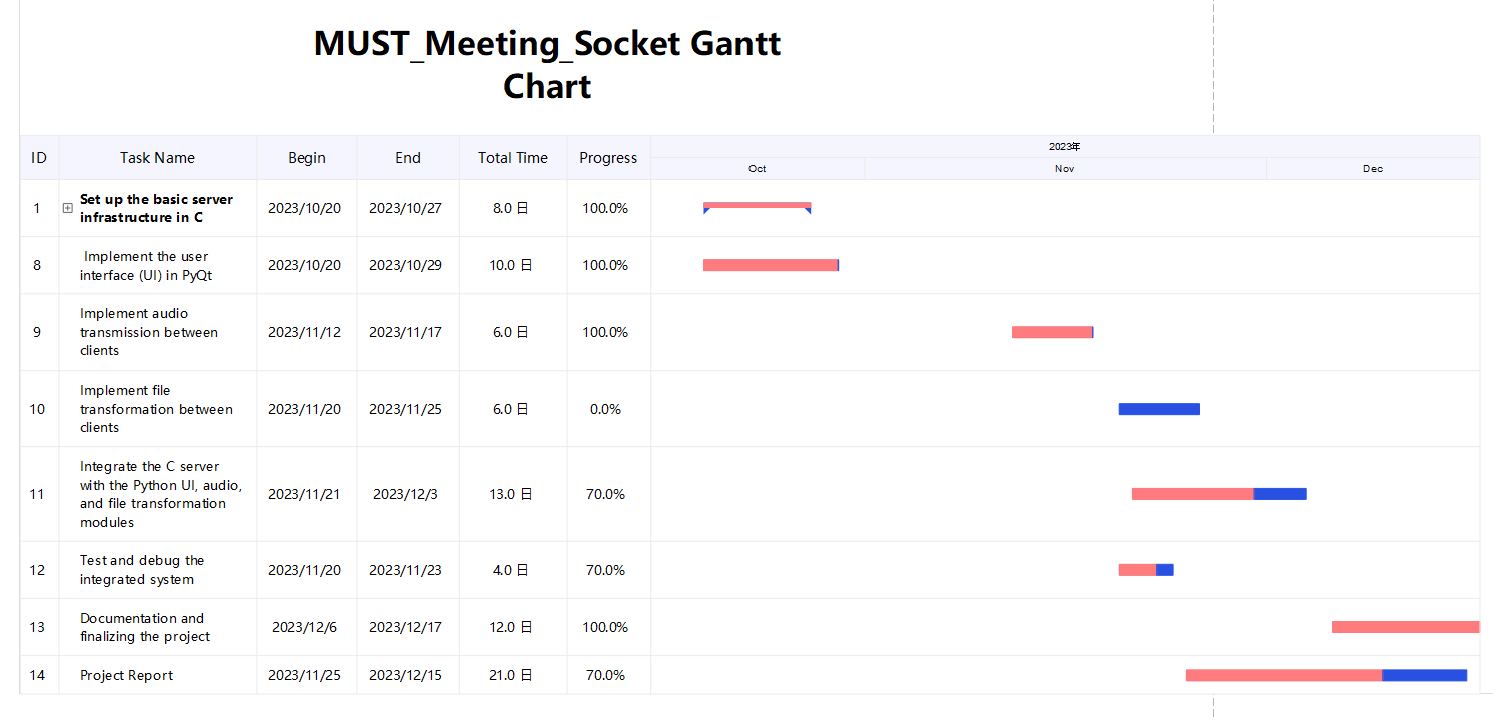 MUST_Meeting_Socket Gantt
Chart
ID Task Name Begin End Total Time Progress 2023年
Oct Nov Dec
1 Set up the basic server
infrastructure in C 2023/10/20 2023/10/27 8.0 日 100.0%
8 Implement the user
interface (UI) in PyQt 2023/10/20 2023/10/29 10.0 日 100.0%
9 Implement audio
transmission between
clients 2023/11/12 2023/11/17 6.0 日 100.0%
10 Implement file
transformation between
clients 2023/11/20 2023/11/25 6.0 日 0.0%
11 Integrate the C server
with the Python UI, audio,
and file transformation
modules 2023/11/21 2023/12/3 13.0 日 70.0%
12 Test and debug the
integrated system 2023/11/20 2023/11/23 4.0 日 70.0%
13 Documentation and
finalizing the project 2023/12/6 2023/12/17 12.0 日 100.0%
14 Project Report 2023/11/25 2023/12/15 21.0 日 70.0%